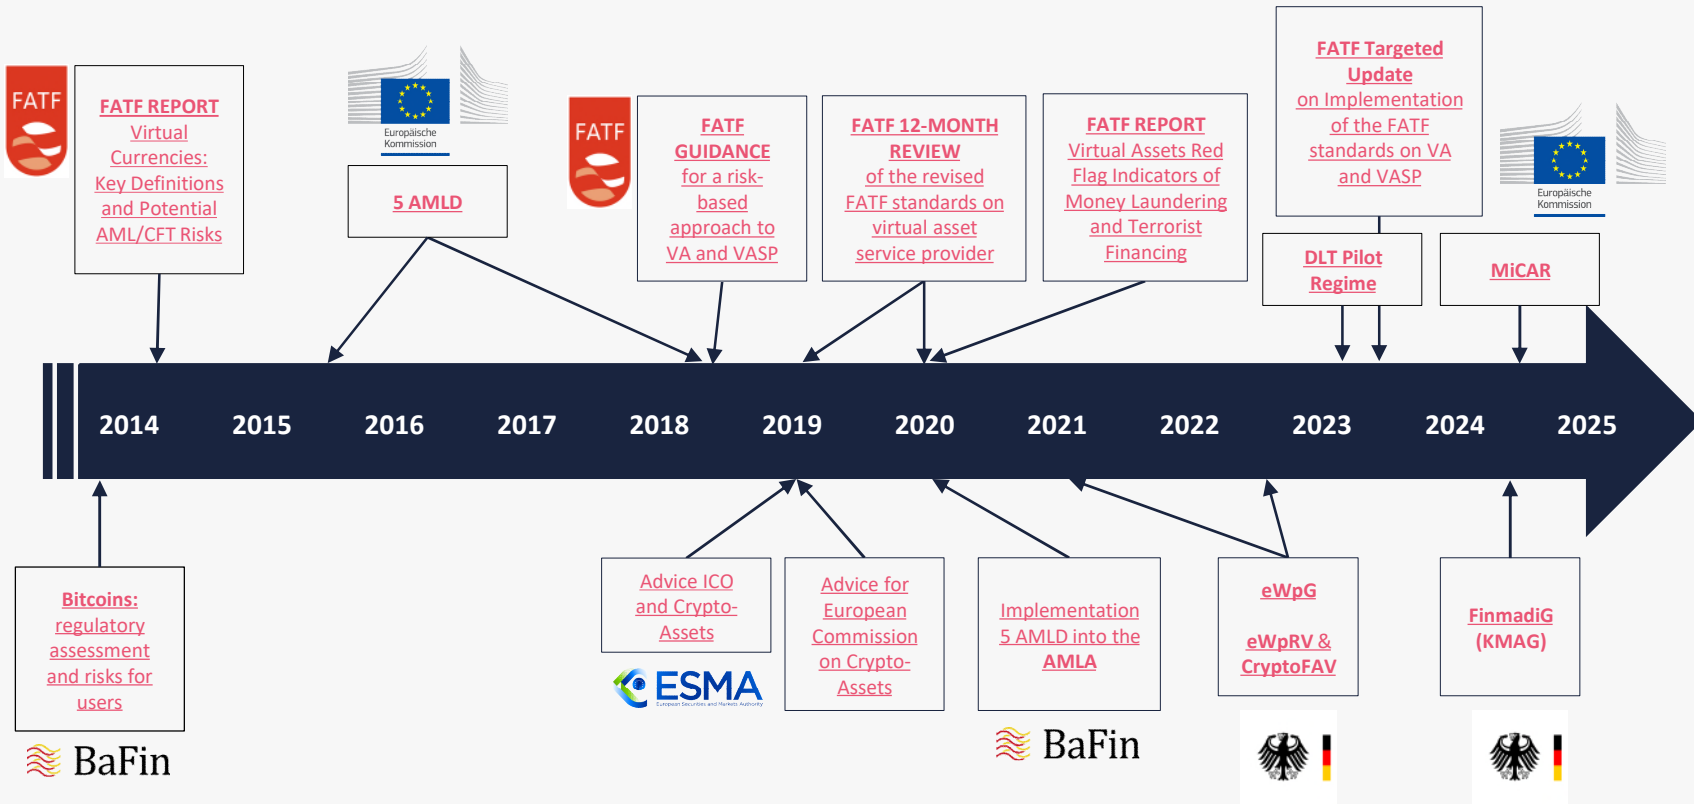 FATF
FATF REPORT
Virtual
Currencies:
Key Definitions
and Potential
AML/CFT Risks
Europäische
Kommission
5 AMLD
FATF
FATF
GUIDANCE
for a risk-
based
approach to
VA and VASP
FATF 12-MONTH
REVIEW
of the revised
FATF standards on
virtual asset
service provider
FATF REPORT
Virtual Assets Red
Flag Indicators of
Money Laundering
and Terrorist
Financing
FATF Targeted
Update
on Implementation
of the FATF
standards on VA
and VASP
DLT Pilot
Regime
Europäische
Kommission
MiCAR
2014 2015 2016 2017 2018 2019 2020 2021 2022 2023 2024 2025
Bitcoins:
regulatory
assessment
and risks for
users
BaFin
Advice ICO
and Crypto-
Assets
ESMA
European Securities and Markets Authority
Advice for
European
Commission
on Crypto-
Assets
Implementation
5 AMLD into the
AMLA
BaFin
eWpG
eWpRV &
CryptoFAV
FinmadiG
(KMAG)